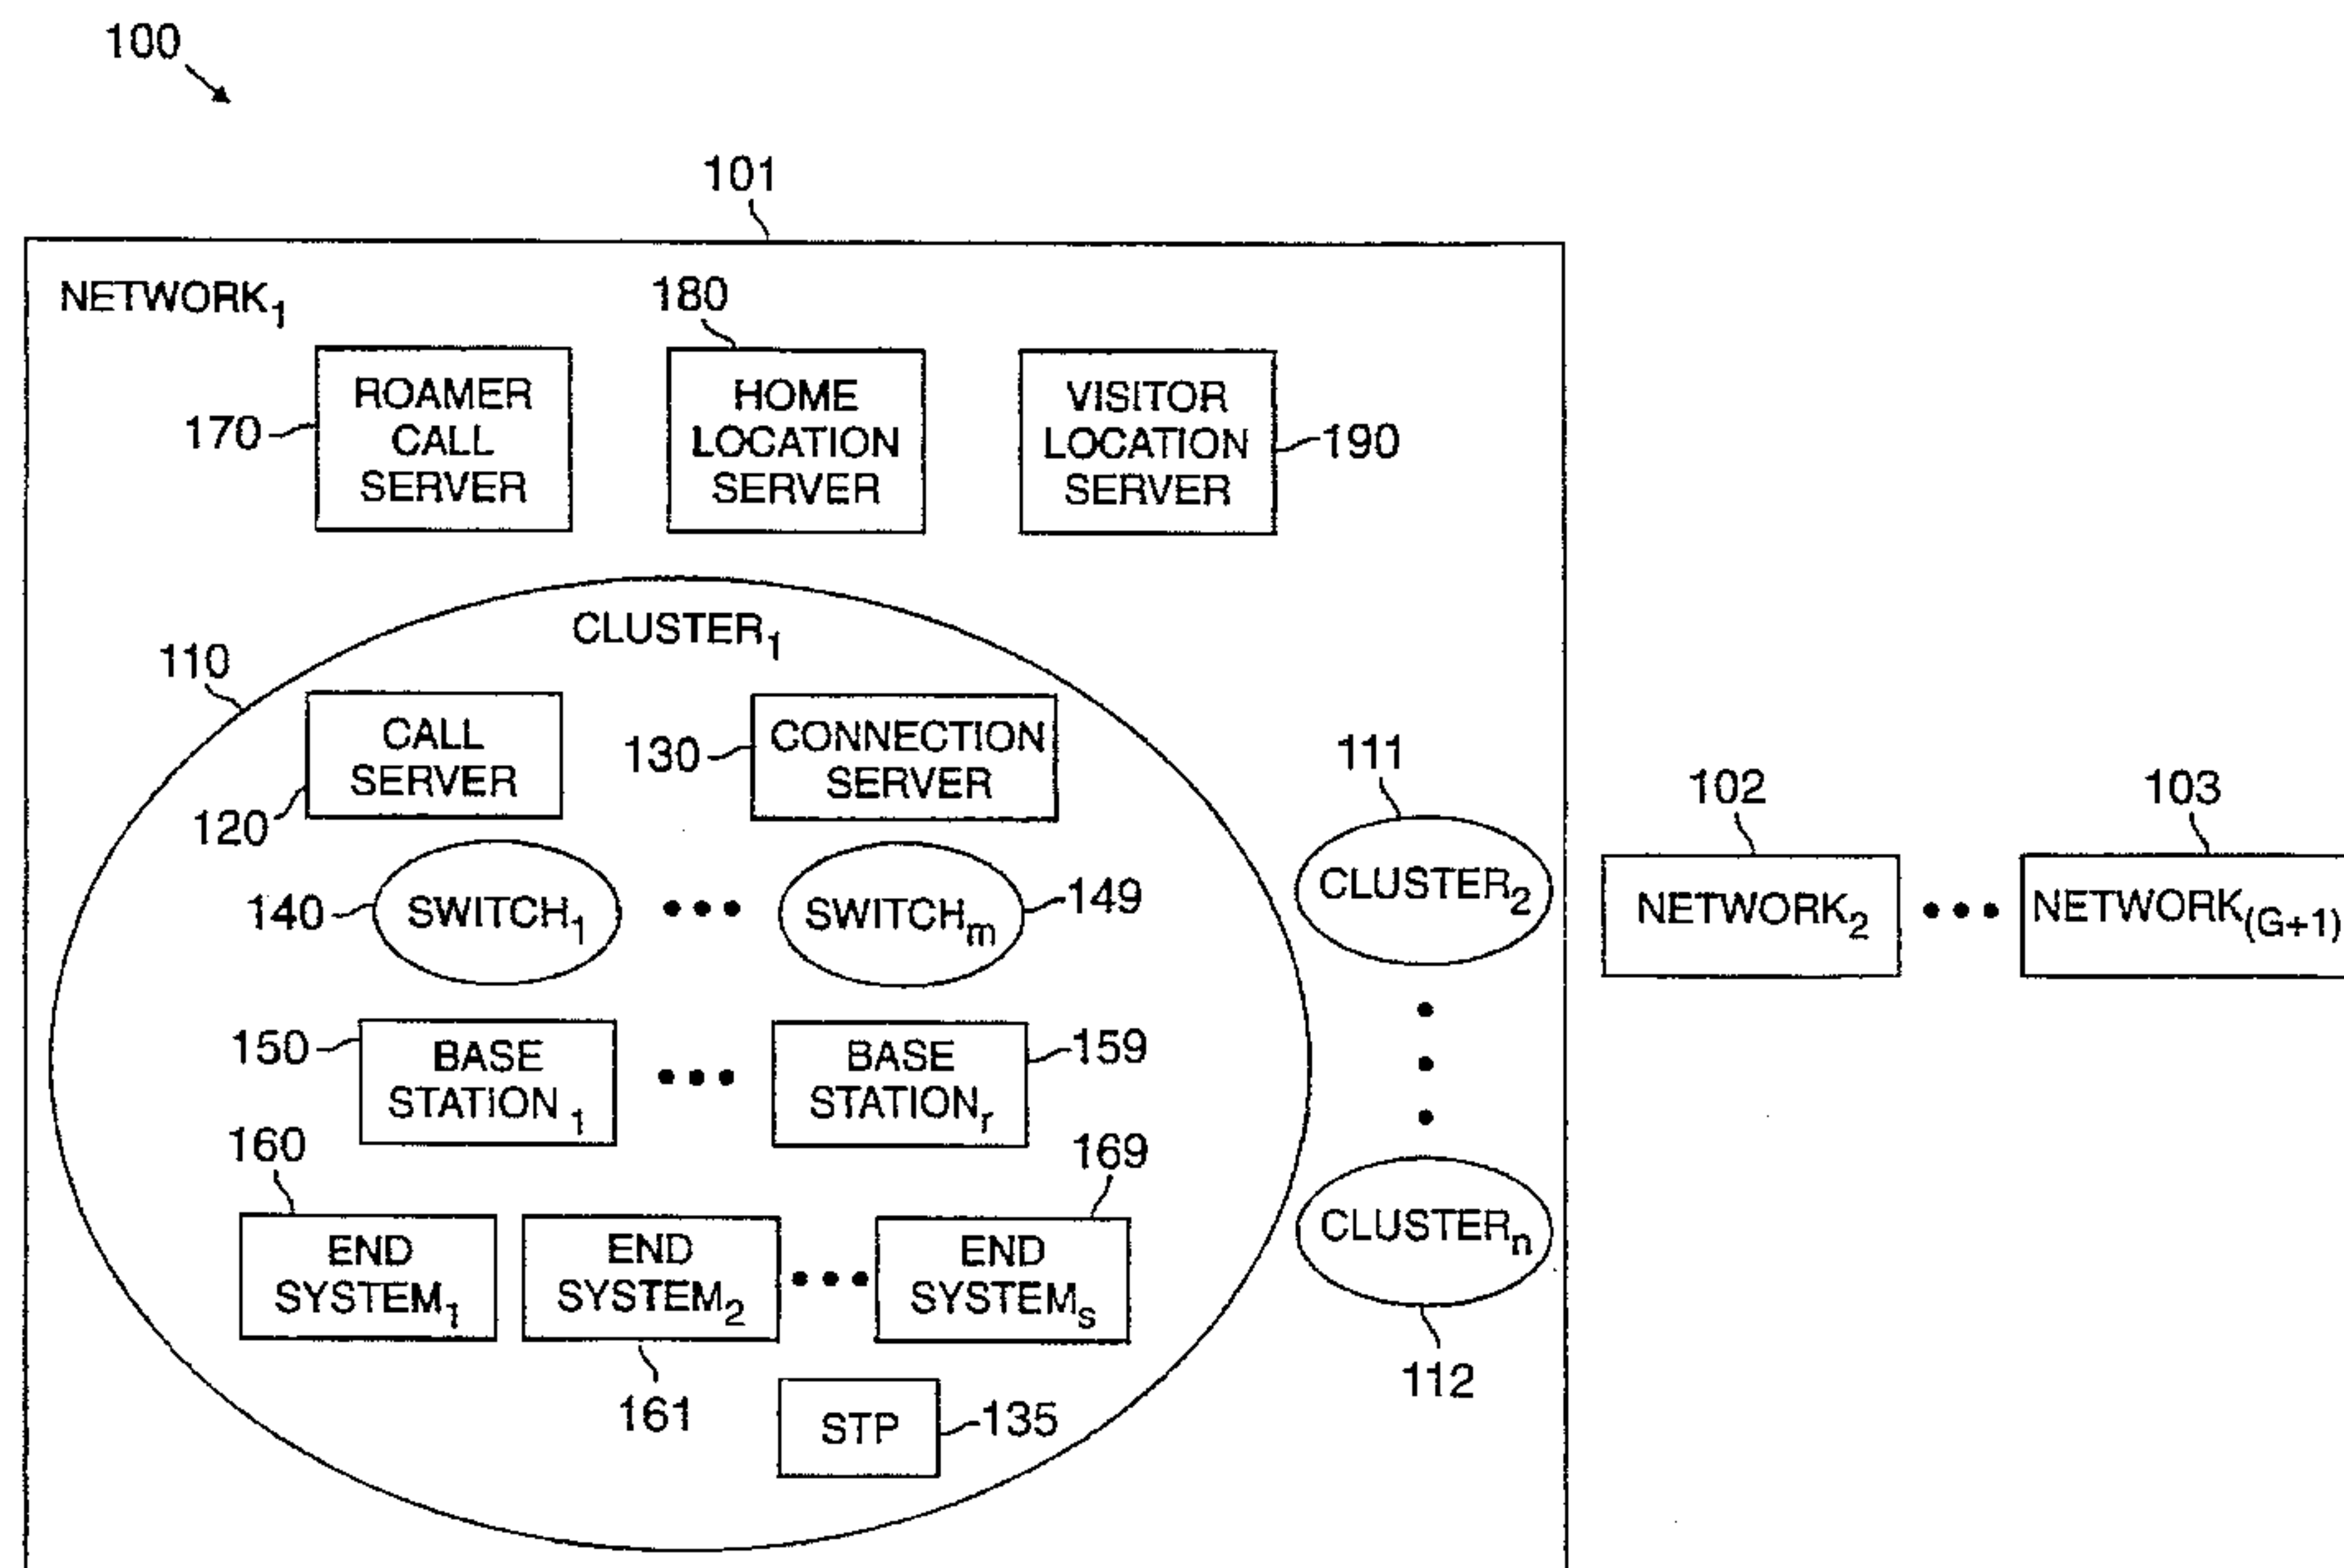 100
101
NETWORK₁
180
ROAMER
CALL
SERVER
170
HOME
LOCATION
SERVER
VISITOR
LOCATION
SERVER
190
CLUSTER₁
110
CALL
SERVER
120
130
CONNECTION
SERVER
111
CLUSTER₂
102
NETWORK₂
103
NETWORK(G+1)
140
SWITCH₁
SWITCHm
149
150
BASE
STATION₁
BASE
STATIONr
159
160
END
SYSTEM₁
END
SYSTEM₂
161
169
END
SYSTEMs
CLUSTERn
112
STP
135